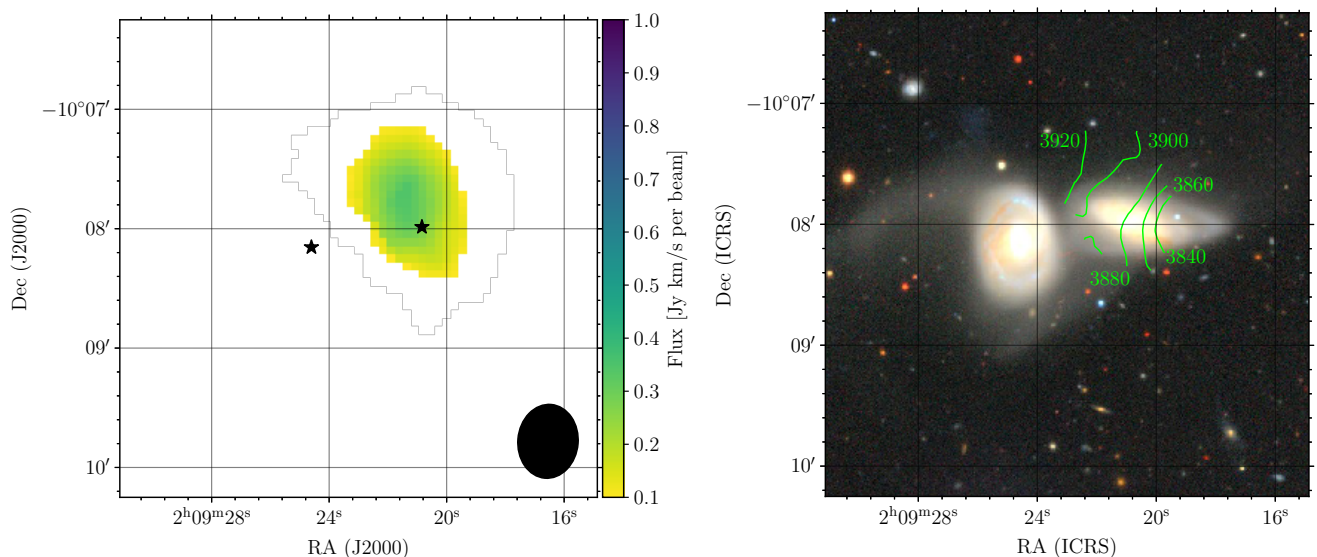 Dec (J2000)
−10°07′
08′
09′
10′
2ʰ09ᵐ28ˢ
24ˢ
20ˢ
16ˢ
RA (J2000)
1.0
0.9
0.8
0.7
0.6
0.5
0.4
0.3
0.2
0.1
Flux [Jy km/s per beam]
Dec (ICRS)
−10°07′
08′
09′
10′
3920
3900
3860
3840
3880
2ʰ09ᵐ28ˢ
24ˢ
20ˢ
16ˢ
RA (ICRS)